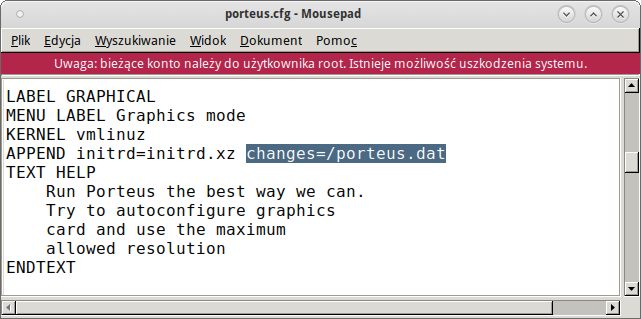 porteus.cfg - Mousepad
Plik Edycja Wyszukiwanie Widok Dokument Pomoc
Uwaga: bieżące konto należy do użytkownika root. Istnieje możliwość uszkodzenia systemu.
LABEL GRAPHICAL
MENU LABEL Graphics mode
KERNEL vmlinuz
APPEND initrd=initrd.xz changes=/porteus.dat
TEXT HELP
    Run Porteus the best way we can.
    Try to autoconfigure graphics
    card and use the maximum
    allowed resolution
ENDTEXT